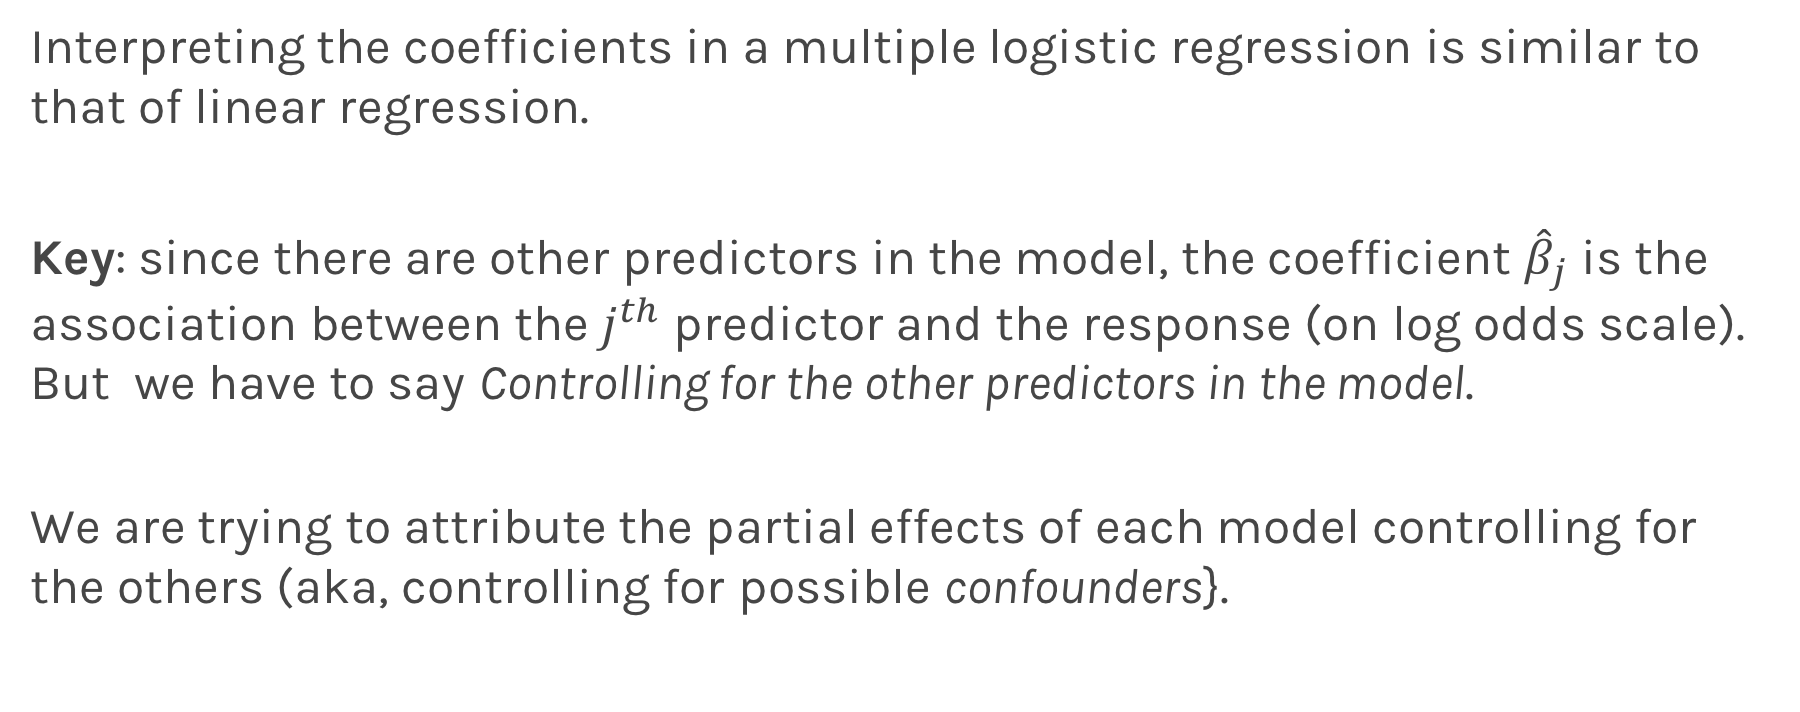 Interpreting the coefficients in a multiple logistic regression is similar to
that of linear regression.
Key: since there are other predictors in the model, the coefficient β̂ⱼ is the
association between the jᵗʰ predictor and the response (on log odds scale).
But  we have to say Controlling for the other predictors in the model.
We are trying to attribute the partial effects of each model controlling for
the others (aka, controlling for possible confounders}.